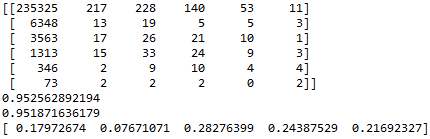 [[235325 217 228 140 53 11]
[ 6348 13 19 5 5 3]
[ 3563 17 26 21 10 1]
[ 1313 15 33 24 9 3]
[ 346 2 9 10 4 4]
[ 73 2 2 2 0 2]]
0.952562892194
0.951871636179
[ 0.17972674 0.07671071 0.28276399 0.24387529 0.21692327]